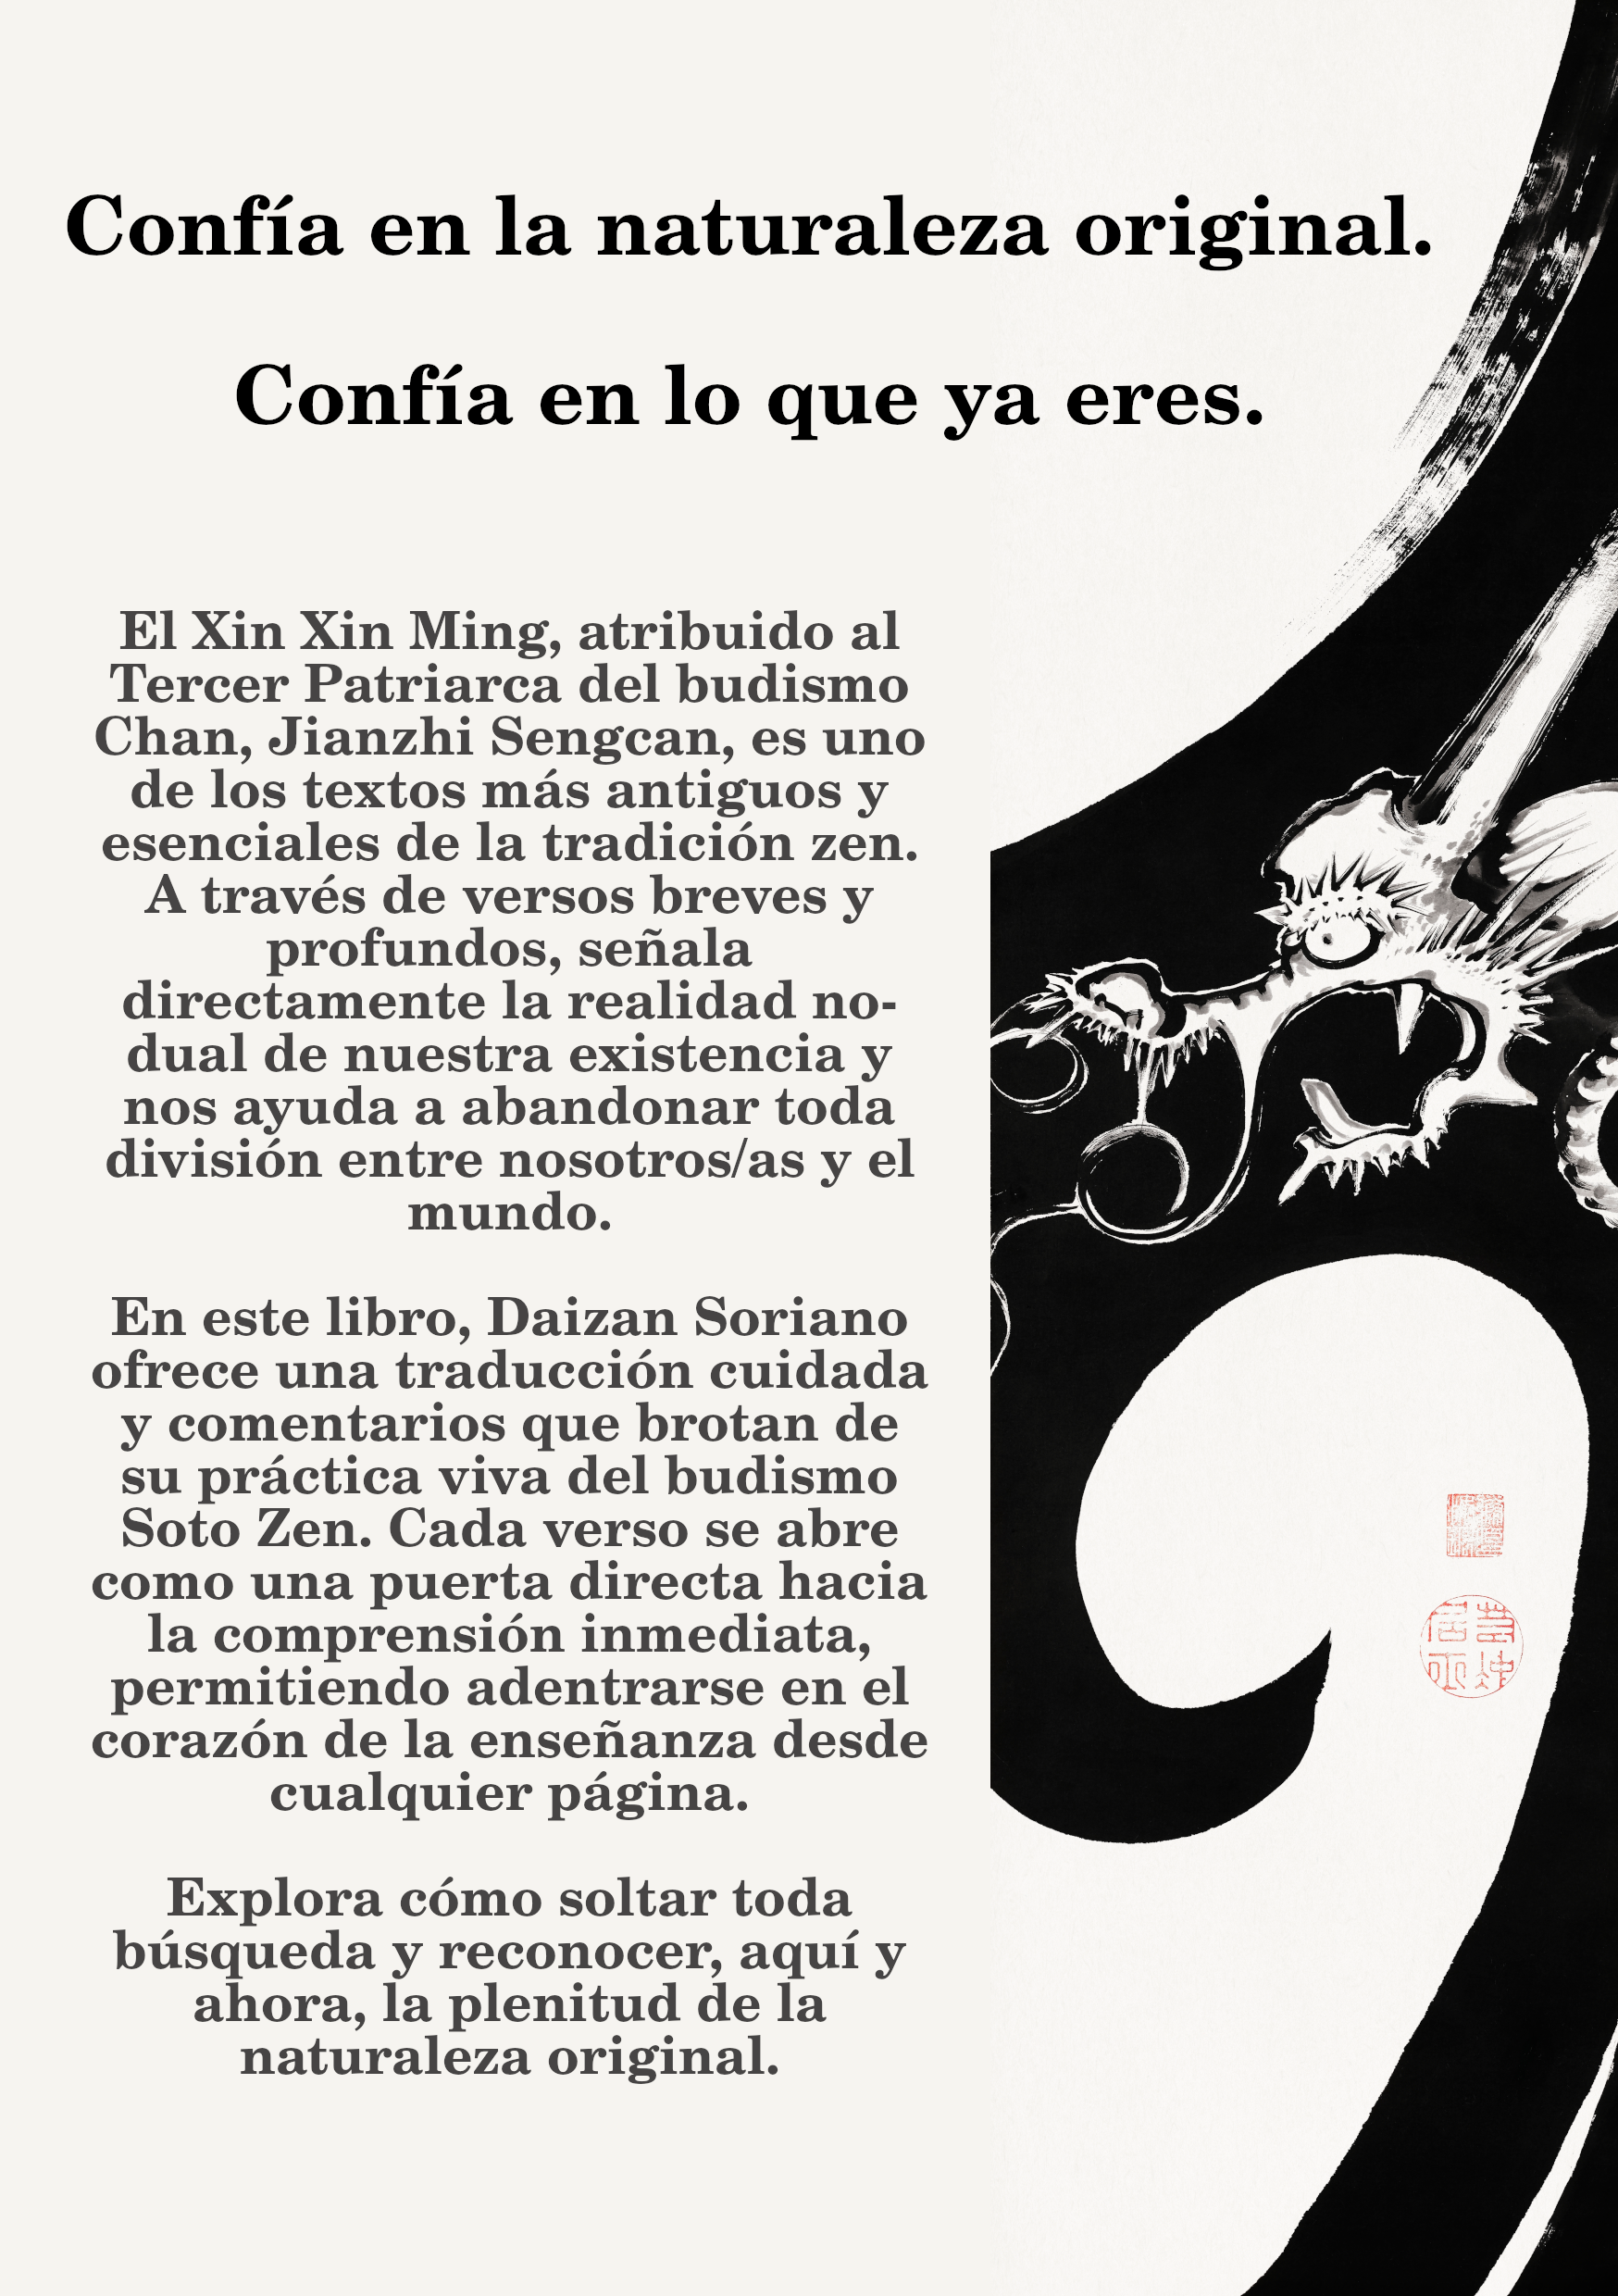 Confía en la naturaleza original.
Confía en lo que ya eres.
El Xin Xin Ming, atribuido al
Tercer Patriarca del budismo
Chan, Jianzhi Sengcan, es uno
de los textos más antiguos y
esenciales de la tradición zen.
A través de versos breves y
profundos, señala
directamente la realidad no-
dual de nuestra existencia y
nos ayuda a abandonar toda
división entre nosotros/as y el
mundo.
En este libro, Daizan Soriano
ofrece una traducción cuidada
y comentarios que brotan de
su práctica viva del budismo
Soto Zen. Cada verso se abre
como una puerta directa hacia
la comprensión inmediata,
permitiendo adentrarse en el
corazón de la enseñanza desde
cualquier página.
Explora cómo soltar toda
búsqueda y reconocer, aquí y
ahora, la plenitud de la
naturaleza original.